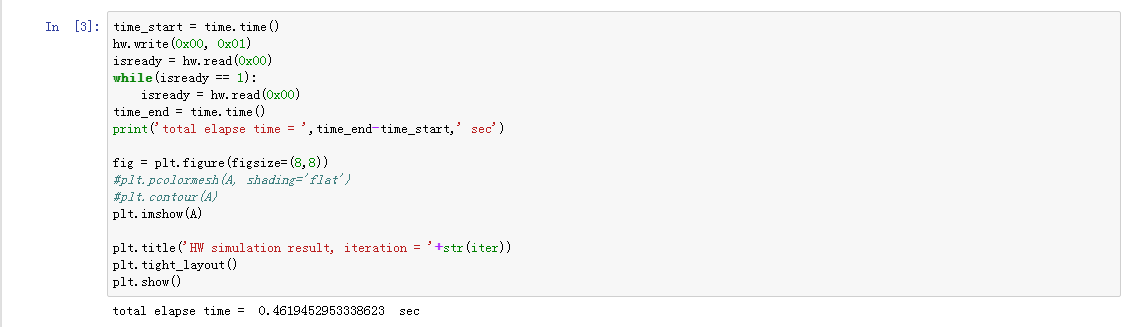 In [3]: time_start = time.time()
hw.write(0x00, 0x01)
isready = hw.read(0x00)
while(isready == 1):
    isready = hw.read(0x00)
time_end = time.time()
print('total elapse time = ',time_end-time_start,' sec')

fig = plt.figure(figsize=(8,8))
#plt.pcolormesh(A, shading='flat')
#plt.contour(A)
plt.imshow(A)

plt.title('HW simulation result, iteration = '+str(iter))
plt.tight_layout()
plt.show()
total elapse time =  0.4619452953338623  sec